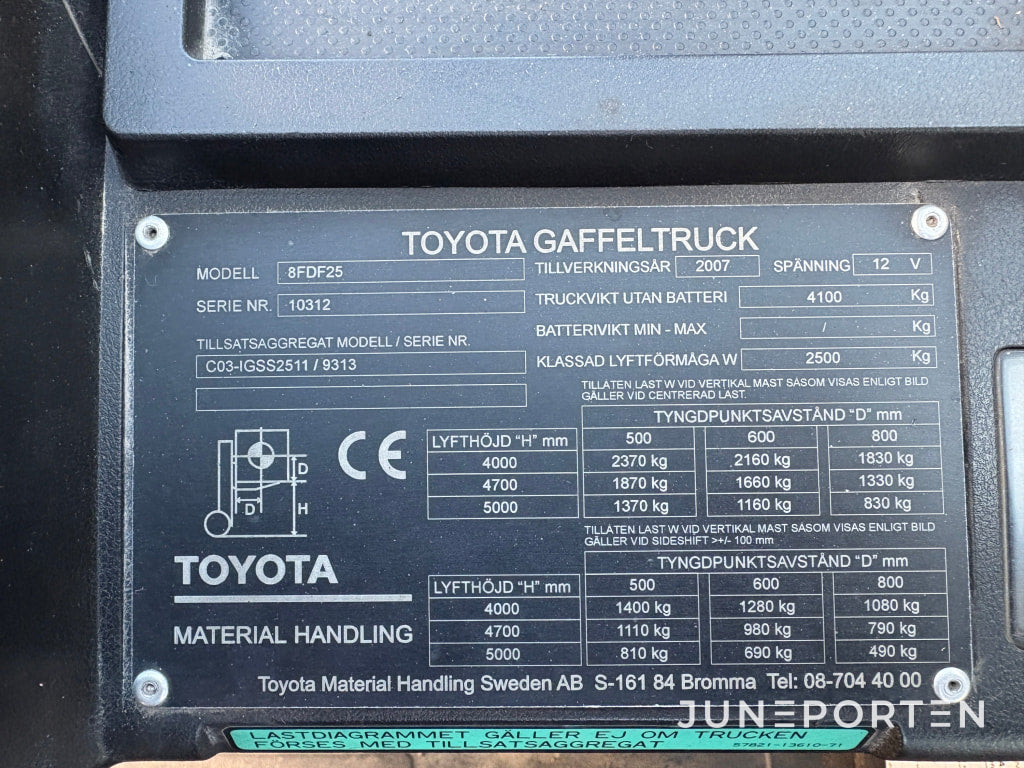 TOYOTA GAFFELTRUCK
MODELL 8FDF25 TILLVERKNINGSÅR 2007 SPÄNNING 12 V
SERIE NR. 10312 TRUCKVIKT UTAN BATTERI 4100 Kg
BATTERIVIKT MIN - MAX / Kg
TILLSATSAGGREGAT MODELL / SERIE NR.
C03-IGSS2511 / 9313 KLASSAD LYFTFÖRMÅGA W 2500 Kg
TILLÅTEN LAST W VID VERTIKAL MAST SÅSOM VISAS ENLIGT BILD
GÄLLER VID CENTRERAD LAST.
TYNGDPUNKTSAVSTÅND "D" mm
LYFTHÖJD "H" mm 500 600 800
4000 2370 kg 2160 kg 1830 kg
4700 1870 kg 1660 kg 1330 kg
5000 1370 kg 1160 kg 830 kg
CE
D
D
H
TILLÅTEN LAST W VID VERTIKAL MAST SÅSOM VISAS ENLIGT BILD
GÄLLER VID SIDESHIFT >+/- 100 mm
TYNGDPUNKTSAVSTÅND "D" mm
LYFTHÖJD "H" mm 500 600 800
4000 1400 kg 1280 kg 1080 kg
4700 1110 kg 980 kg 790 kg
5000 810 kg 690 kg 490 kg
TOYOTA
MATERIAL HANDLING
Toyota Material Handling Sweden AB S-161 84 Bromma Tel: 08-704 40 00
JUNEPORTEN
LASTDIAGRAMMET GÄLLER EJ OM TRUCKEN
FÖRSES MED TILLSATSAGGREGAT 57821-13610-71